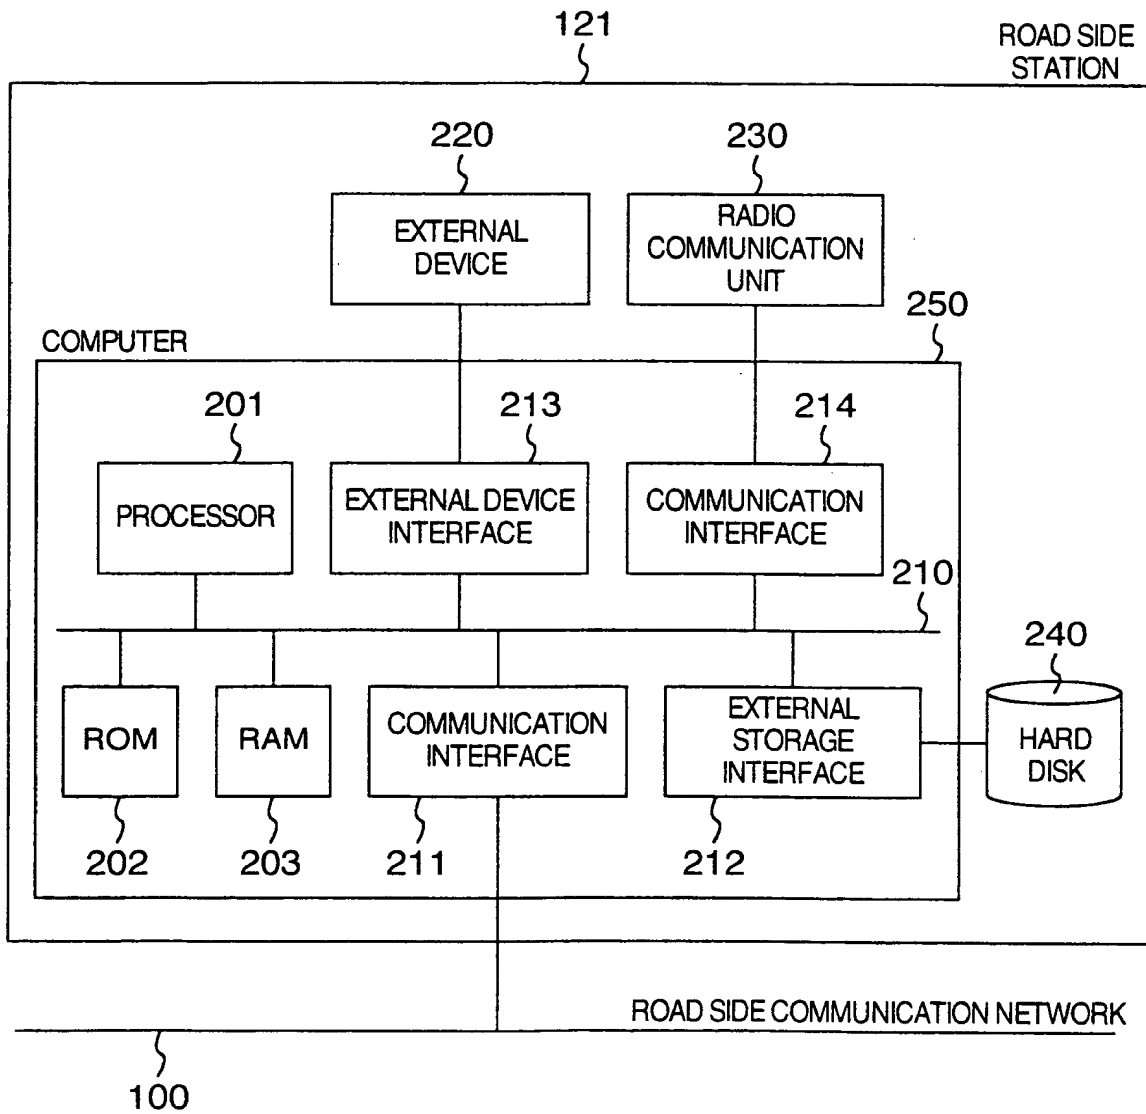 121
ROAD SIDE
STATION
220
230
EXTERNAL
DEVICE
RADIO
COMMUNICATION
UNIT
250
COMPUTER
201
213
214
PROCESSOR
EXTERNAL DEVICE
INTERFACE
COMMUNICATION
INTERFACE
210
240
ROM
RAM
COMMUNICATION
INTERFACE
EXTERNAL
STORAGE
INTERFACE
HARD
DISK
202
203
211
212
ROAD SIDE COMMUNICATION NETWORK
100